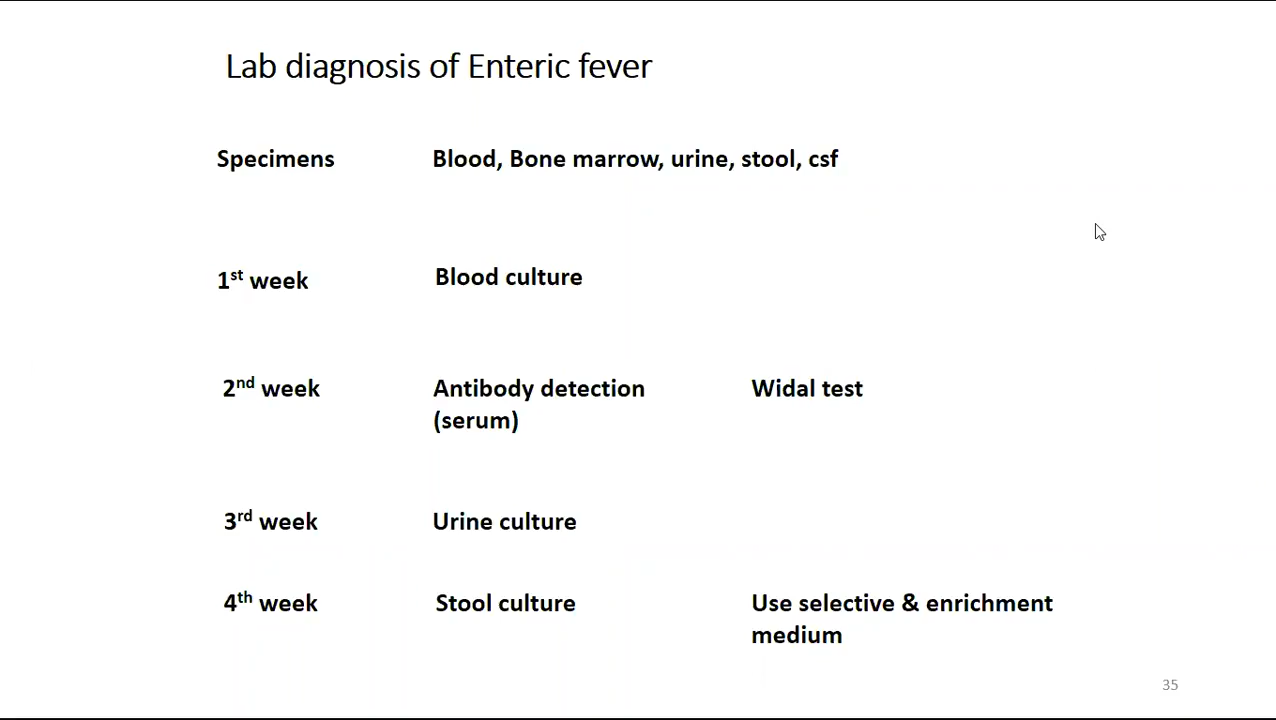 Lab diagnosis of Enteric fever
Specimens Blood, Bone marrow, urine, stool, csf
1st week Blood culture
2nd week Antibody detection Widal test
(serum)
3rd week Urine culture
4th week Stool culture Use selective & enrichment
medium
35